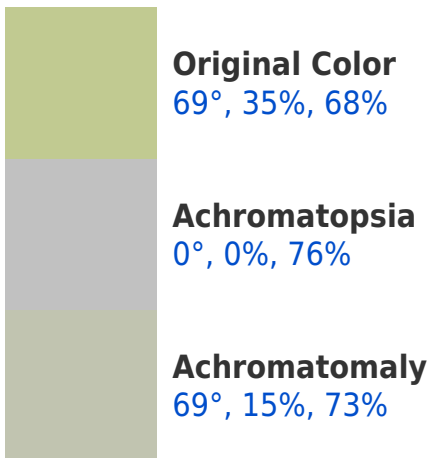 Original Color
69°, 35%, 68%
Achromatopsia
0°, 0%, 76%
Achromatomaly
69°, 15%, 73%